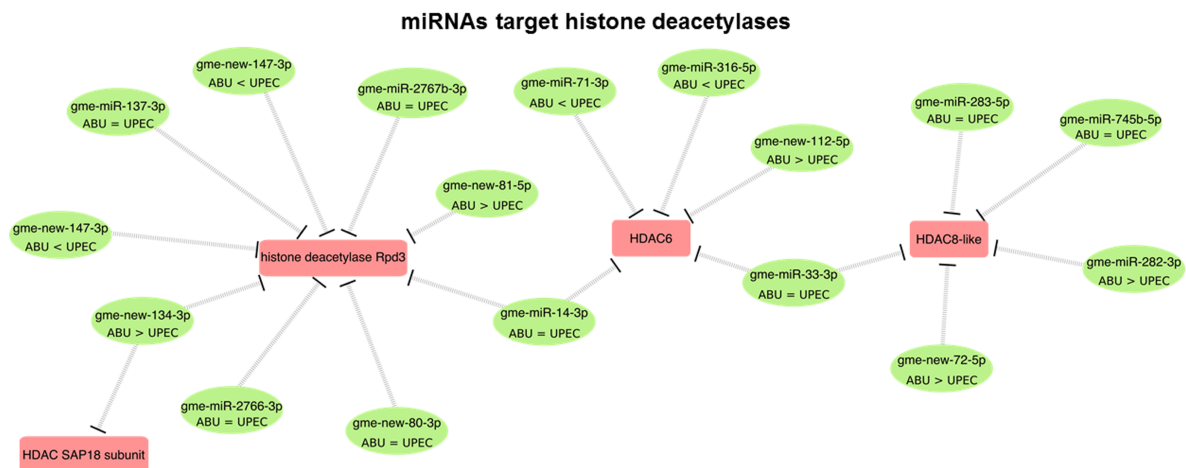 miRNAs target histone deacetylases
gme-new-147-3p
ABU < UPEC
gme-miR-137-3p
ABU = UPEC
gme-miR-2767b-3p
ABU = UPEC
gme-new-81-5p
ABU > UPEC
gme-new-147-3p
ABU < UPEC
histone deacetylase Rpd3
gme-new-134-3p
ABU > UPEC
gme-miR-14-3p
ABU = UPEC
gme-miR-2766-3p
ABU = UPEC
gme-new-80-3p
ABU = UPEC
HDAC SAP18 subunit
gme-miR-71-3p
ABU < UPEC
gme-miR-316-5p
ABU < UPEC
gme-new-112-5p
ABU > UPEC
HDAC6
gme-miR-33-3p
ABU = UPEC
gme-miR-283-5p
ABU = UPEC
gme-miR-745b-5p
ABU = UPEC
HDAC8-like
gme-miR-282-3p
ABU > UPEC
gme-new-72-5p
ABU > UPEC